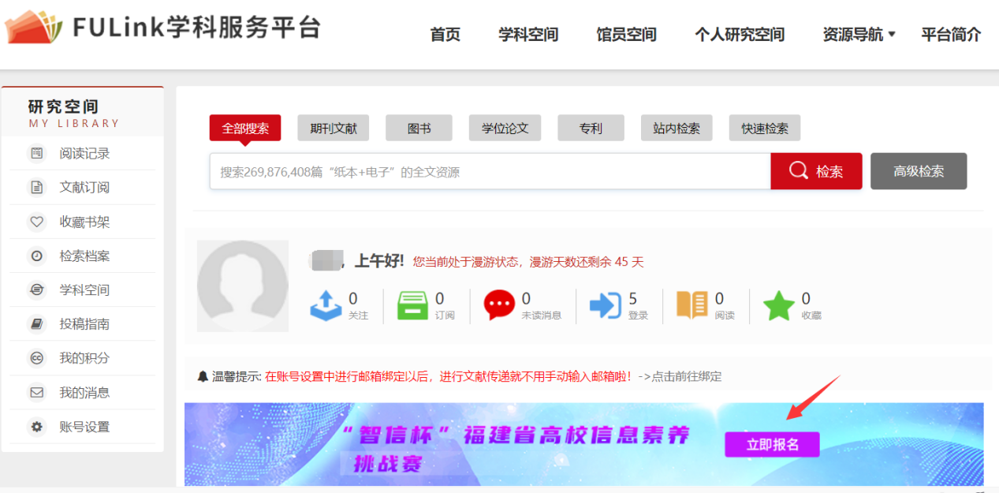 FULink学科服务平台
首页 学科空间 馆员空间 个人研究空间 资源导航 平台简介
研究空间
MY LIBRARY
阅读记录
文献订阅
收藏书架
检索档案
学科空间
投稿指南
我的积分
我的消息
账号设置
全部搜索 期刊文献 图书 学位论文 专利 站内检索 快速检索
搜索269,876,408篇“纸本+电子”的全文资源 检索 高级检索
，上午好! 您当前处于漫游状态，漫游天数还剩余 45 天
0 0 0 5 0 0
关注 订阅 未读消息 登录 阅读 收藏
温馨提示: 在账号设置中进行邮箱绑定以后，进行文献传递就不用手动输入邮箱啦！->点击前往绑定
“智信杯”福建省高校信息素养
挑战赛
立即报名